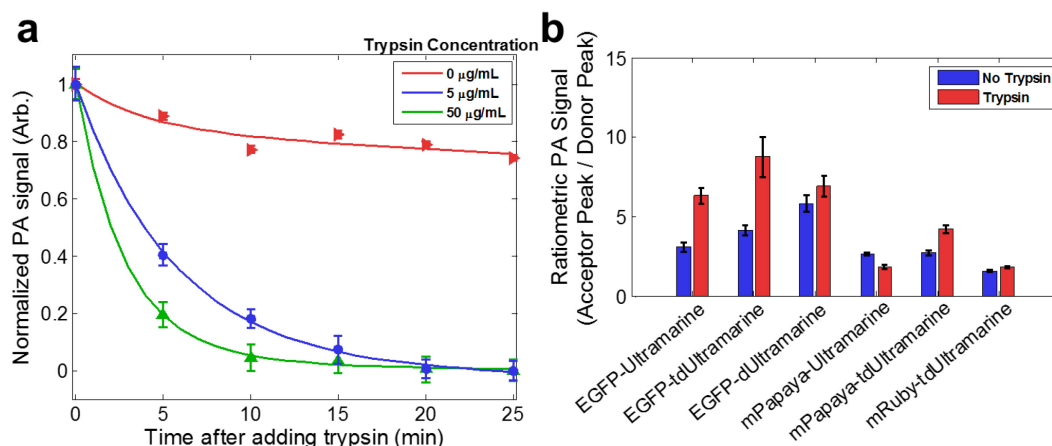 a
Trypsin Concentration
0 μg/mL
5 μg/mL
50 μg/mL
Normalized PA signal (Arb.)
1
0.8
0.6
0.4
0.2
0
0 5 10 15 20 25
Time after adding trypsin (min)
b
No Trypsin
Trypsin
Ratiometric PA Signal
(Acceptor Peak / Donor Peak)
15
10
5
0
EGFP-Ultramarine
EGFP-tdUltramarine
EGFP-dUltramarine
mPapaya-Ultramarine
mPapaya-tdUltramarine
mRuby-tdUltramarine